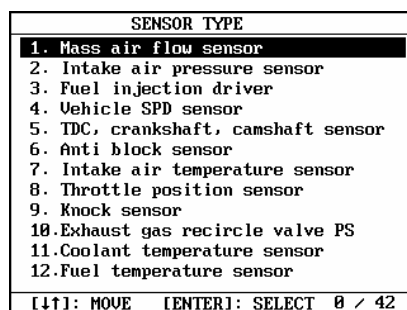 SENSOR TYPE
1. Mass air flow sensor
2. Intake air pressure sensor
3. Fuel injection driver
4. Vehicle SPD sensor
5. TDC, crankshaft, camshaft sensor
6. Anti block sensor
7. Intake air temperature sensor
8. Throttle position sensor
9. Knock sensor
10.Exhaust gas recircle valve PS
11.Coolant temperature sensor
12.Fuel temperature sensor
[↓↑]: MOVE [ENTER]: SELECT 0 / 42